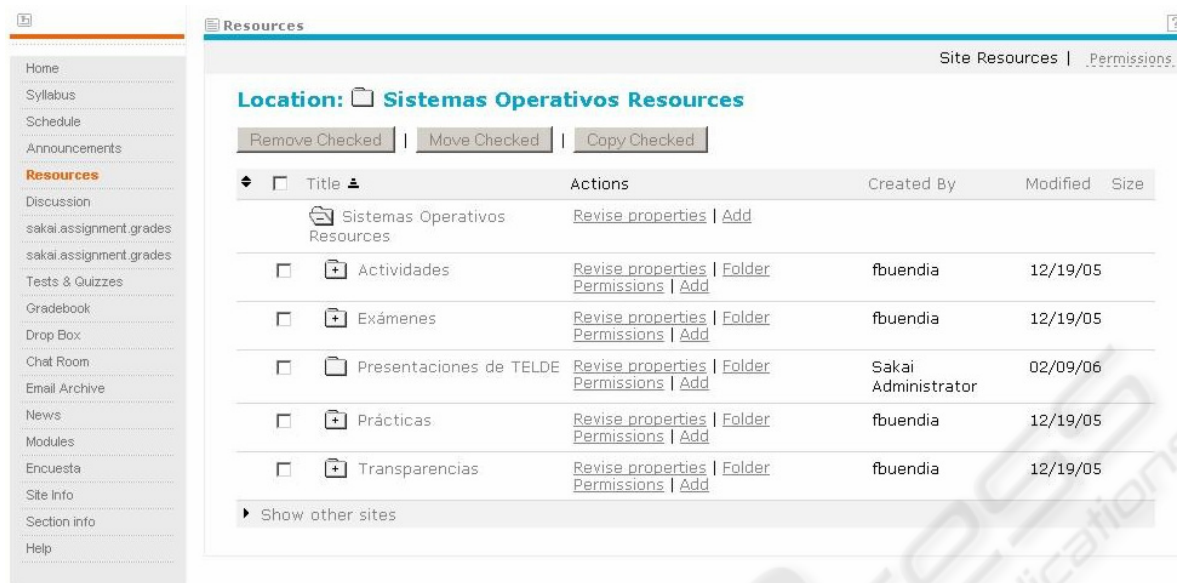 Resources
Site Resources | Permissions
Home
Syllabus
Schedule
Announcements
Resources
Discussion
sakai.assignment.grades
sakai.assignment.grades
Tests & Quizzes
Gradebook
Drop Box
Chat Room
Email Archive
News
Modules
Encuesta
Site Info
Section info
Help
Location: Sistemas Operativos Resources
Remove Checked | Move Checked | Copy Checked
Title Actions Created By Modified Size
Sistemas Operativos Revise properties | Add
Resources
Actividades Revise properties | Folder fbuendia 12/19/05
Permissions | Add
Exámenes Revise properties | Folder fbuendia 12/19/05
Permissions | Add
Presentaciones de TELDE Revise properties | Folder Sakai 02/09/06
Permissions | Add Administrator
Prácticas Revise properties | Folder fbuendia 12/19/05
Permissions | Add
Transparencias Revise properties | Folder fbuendia 12/19/05
Permissions | Add
Show other sites